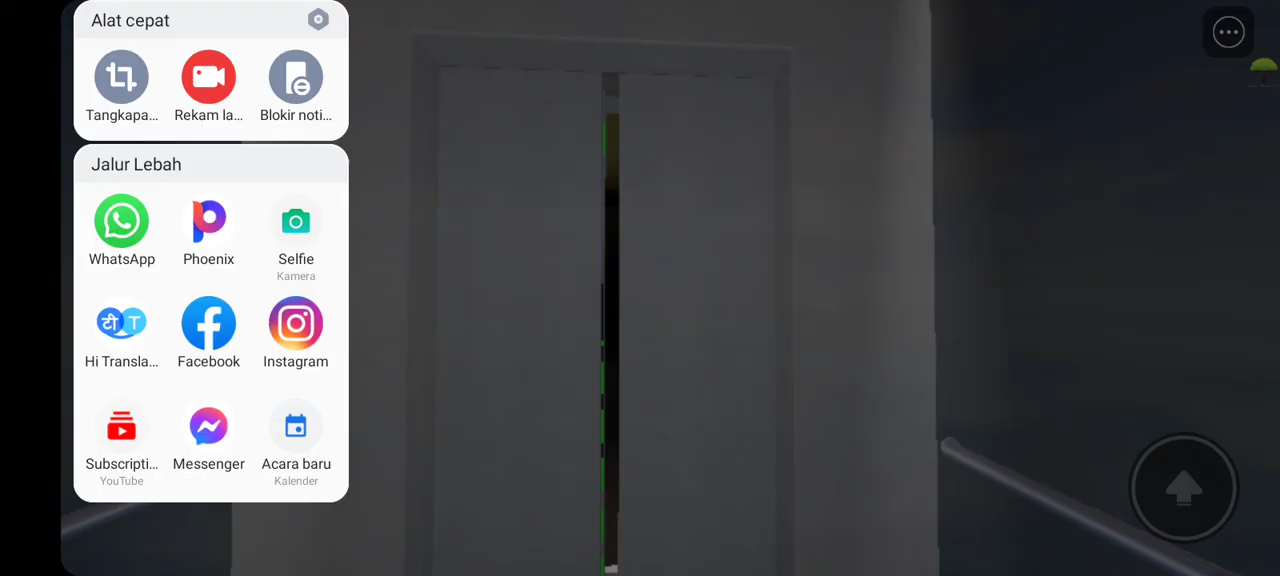 Alat cepat
Tangkapa...
Rekam la...
Blokir noti...
Jalur Lebah
WhatsApp
Phoenix
Selfie
Kamera
टी T
Hi Transla...
Facebook
Instagram
Subscripti...
YouTube
Messenger
Acara baru
Kalender